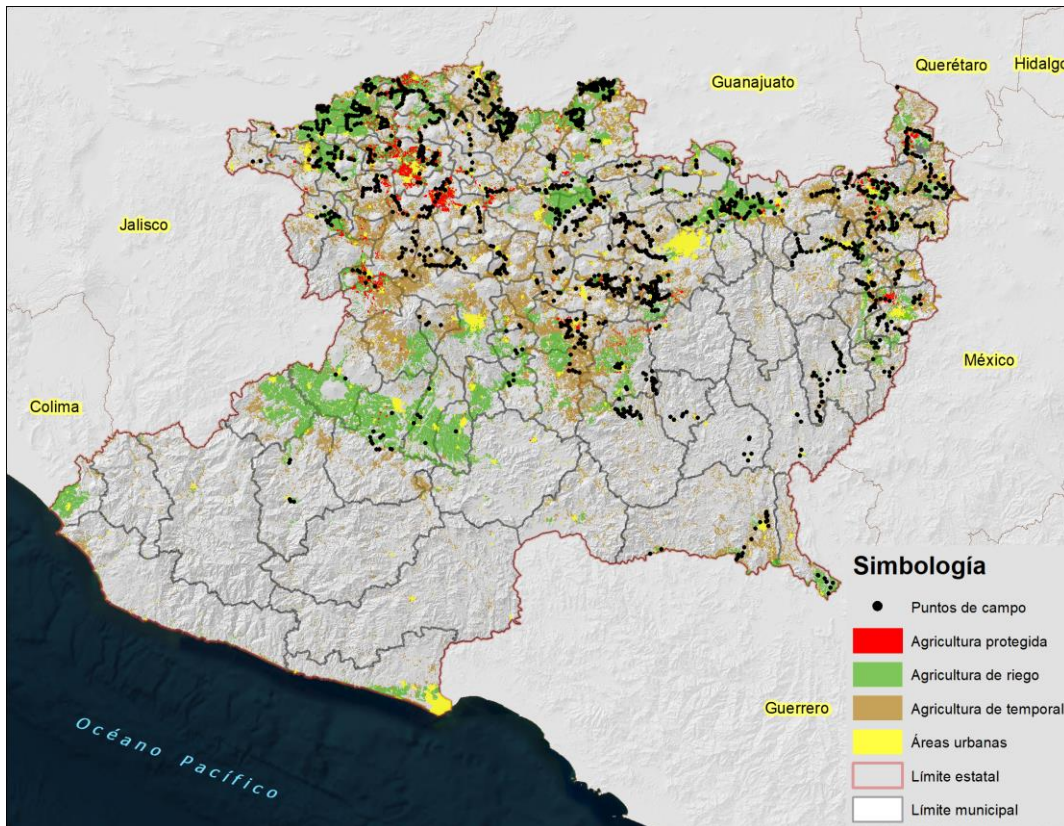 Querétaro
Hidalgo
Guanajuato
Jalisco
México
Colima
Guerrero
Océano Pacífico
Simbología
Puntos de campo
Agricultura protegida
Agricultura de riego
Agricultura de temporal
Áreas urbanas
Límite estatal
Límite municipal